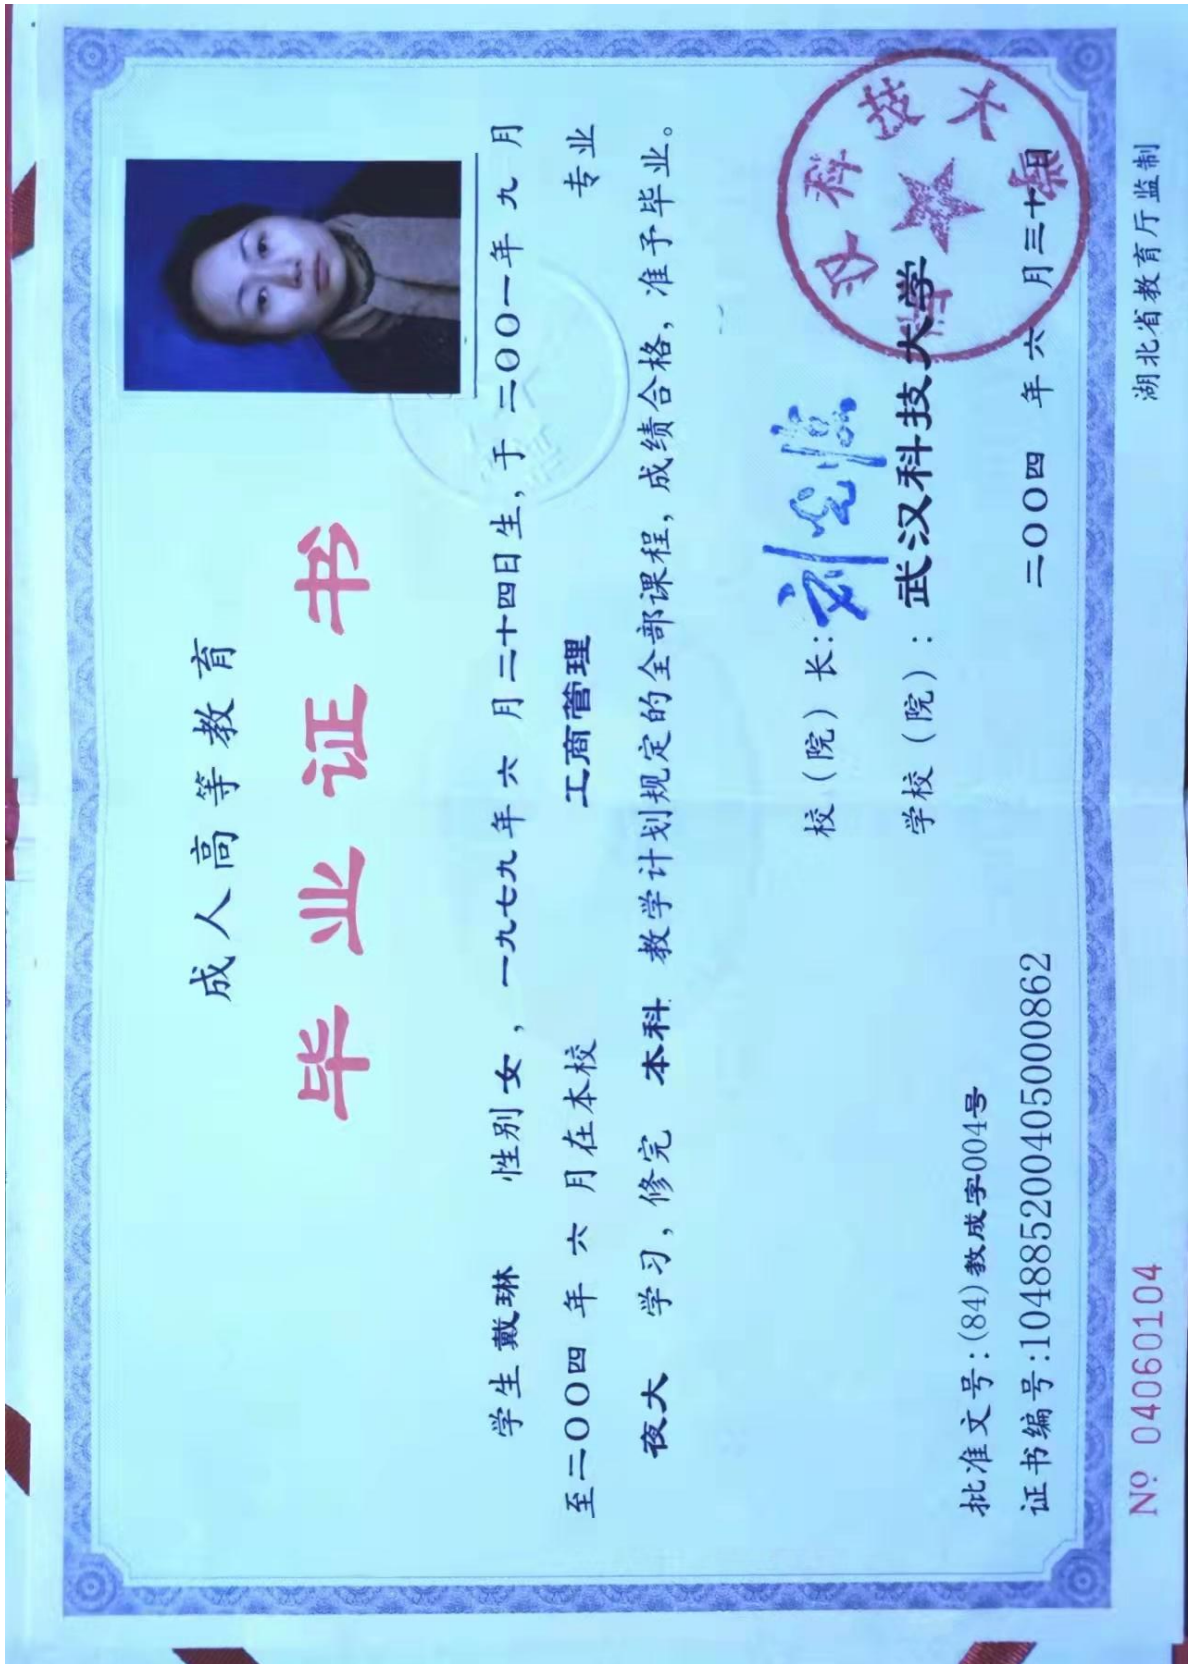 成人高等教育
毕业证书
学生 戴琳 性别 女，一九七九年 六 月二十四日生，于二〇〇一年 九 月
至二〇〇四 年 六 月在本校 工商管理 专业
夜大 学习，修完 本科 教学计划规定的全部课程，成绩合格，准予毕业。
校（院）长：
学校（院）：武汉科技大学
批准文号：(84)教成字004号
二〇〇四 年 六 月三十日
证书编号：104885200405000862
№ 04060104
湖北省教育厅监制